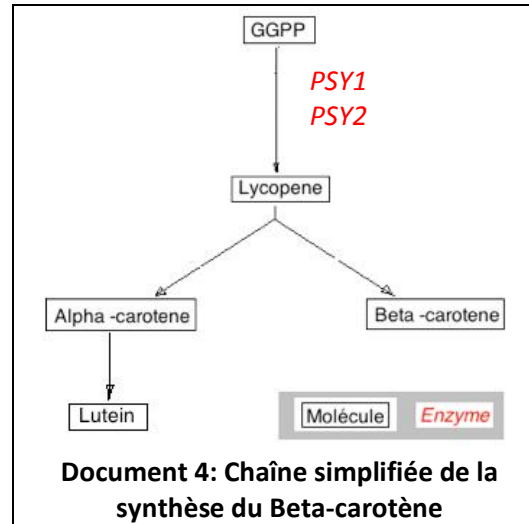 GGPP
PSY1
PSY2
Lycopene
Alpha -carotene
Beta -carotene
Lutein
Molécule
Enzyme
Document 4: Chaîne simplifiée de la
synthèse du Beta-carotène